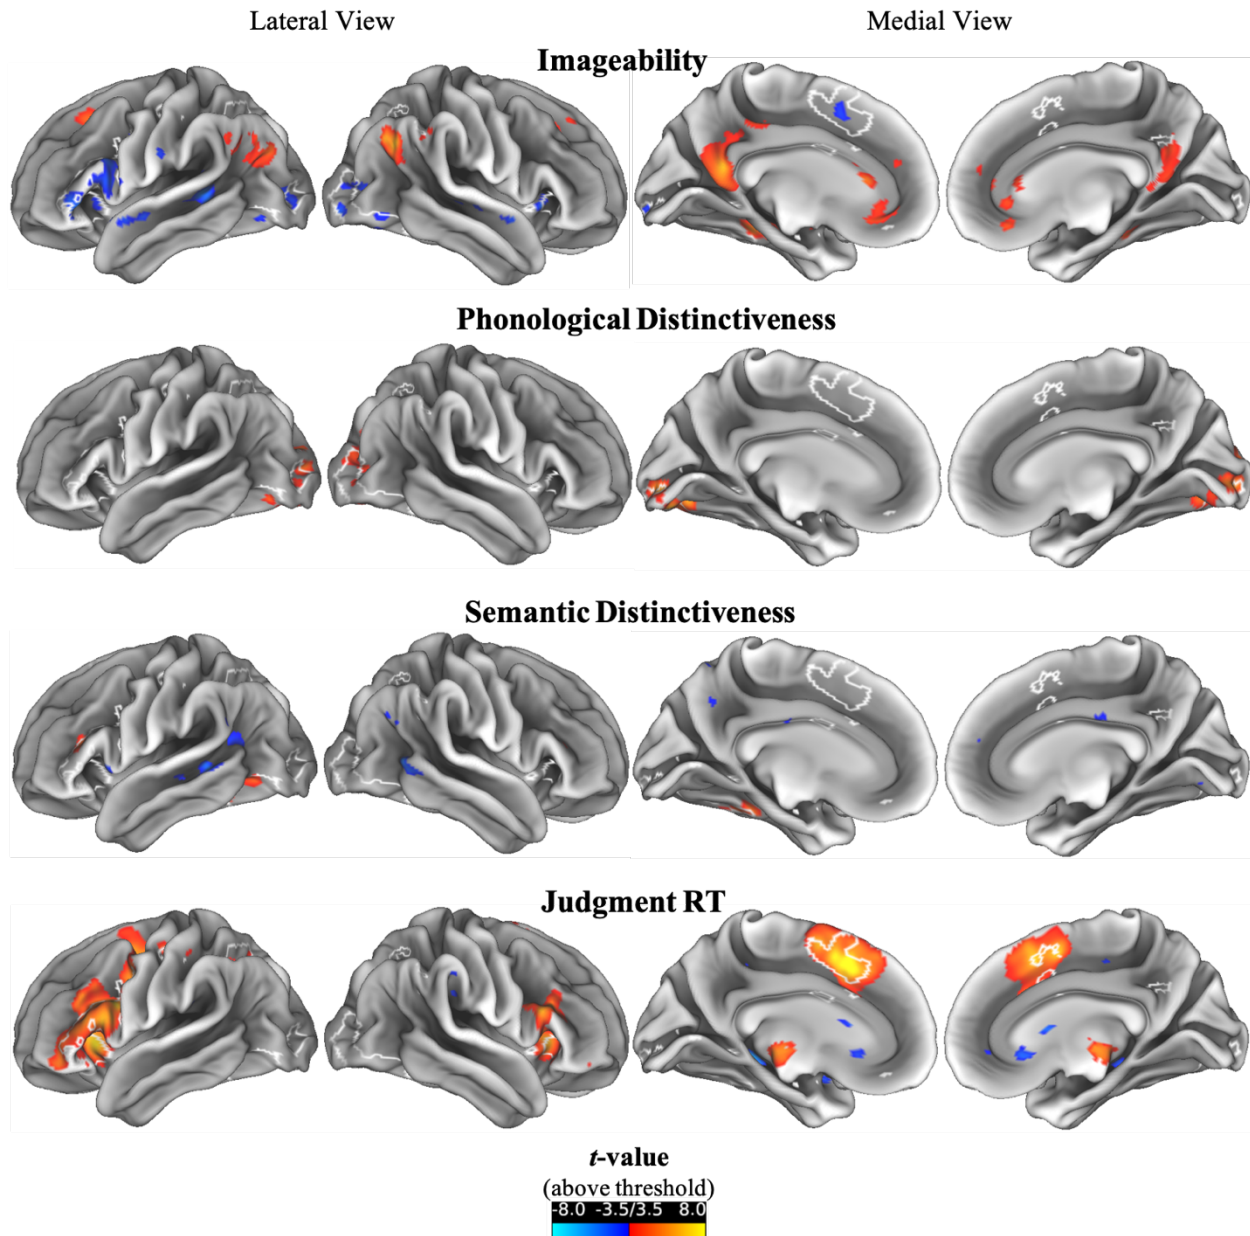 Lateral View
Medial View
Imageability
Phonological Distinctiveness
Semantic Distinctiveness
Judgment RT
t-value
(above threshold)
-8.0 -3.5/3.5 8.0